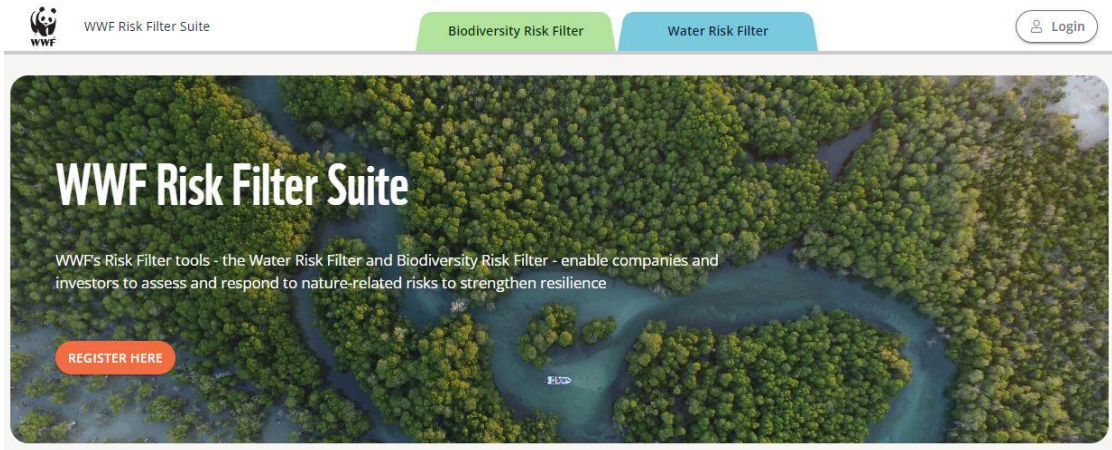 WWF
WWF Risk Filter Suite
Biodiversity Risk Filter
Water Risk Filter
Login
WWF Risk Filter Suite
WWF's Risk Filter tools - the Water Risk Filter and Biodiversity Risk Filter - enable companies and
investors to assess and respond to nature-related risks to strengthen resilience
REGISTER HERE